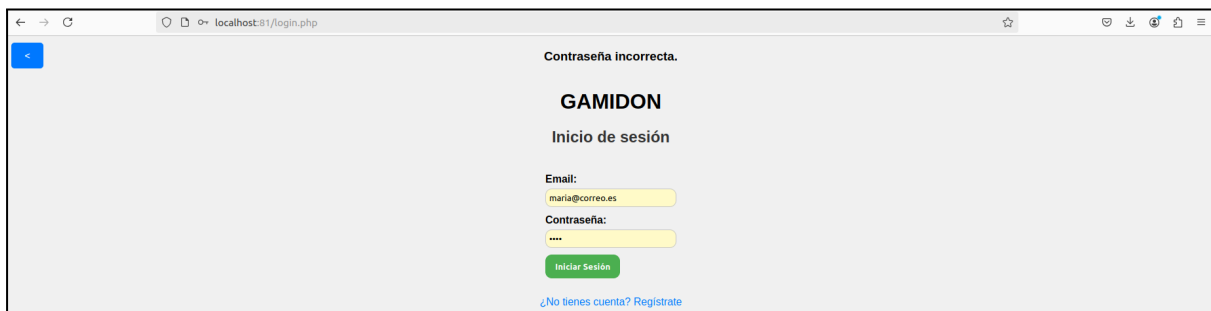 localhost:81/login.php
<
Contraseña incorrecta.
GAMIDON
Inicio de sesión
Email:
maria@correo.es
Contraseña:
••••
Iniciar Sesión
¿No tienes cuenta? Regístrate